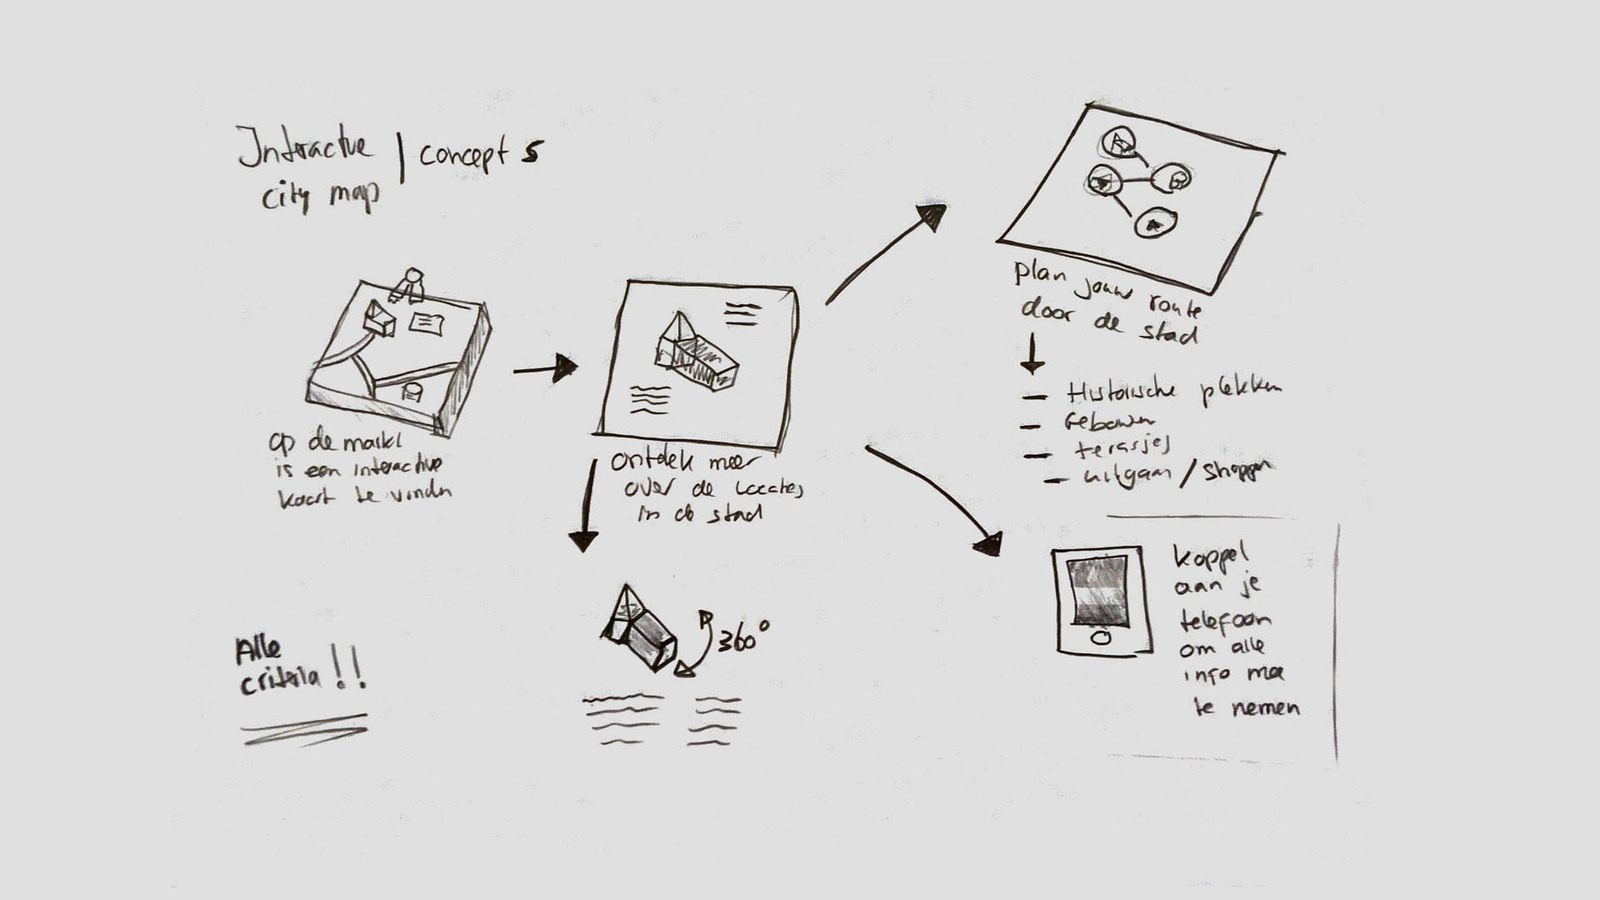 Interactive | concept 5
city map
op de markt
is een interactive
kaart te vinden
ontdek meer
over de locaties
in de stad
360°
plan jouw route
door de stad
– Historische plekken
– Gebouwen
– terasjes
– uitgaan / shoppen
koppel
aan je
telefoon
om alle
info mee
te nemen
Alle
criteria !!